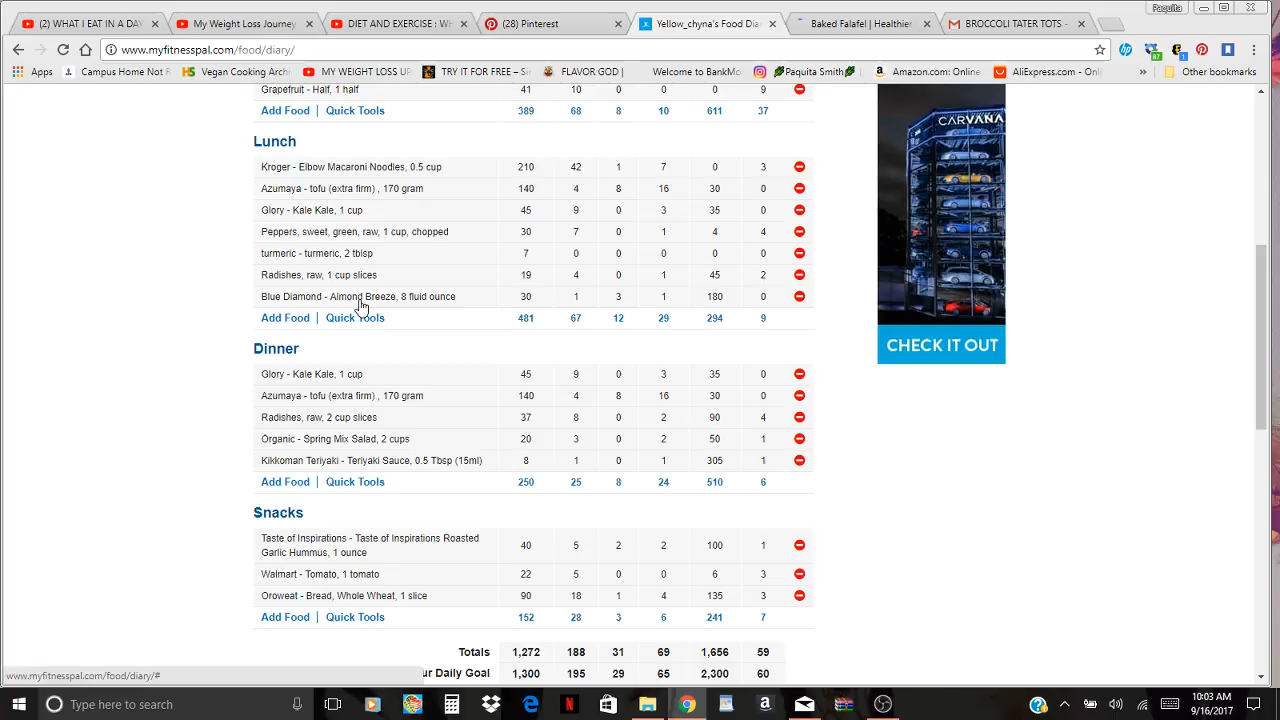 (2) WHAT I EAT IN A DAY
My Weight Loss Journey
DIET AND EXERCISE : WH
(28) Pinterest
Yellow_chyna's Food Dia
Baked Falafel | Healthier
BROCCOLI TATER TOTS -
Paquita
www.myfitnesspal.com/food/diary/
Apps
Campus Home Not R
Vegan Cooking Archi
MY WEIGHT LOSS UP
TRY IT FOR FREE – Si
FLAVOR GOD |
Welcome to BankMo
Paquita Smith
Amazon.com: Online
AliExpress.com - Onli
»
Other bookmarks
Grapefruit - Half, 1 half 41 10 0 0 0 9
Add Food | Quick Tools 389 68 8 10 611 37
Lunch
Kroger - Elbow Macaroni Noodles, 0.5 cup 210 42 1 7 3
Azumaya - tofu (extra firm) , 170 gram 140 4 8 16 30 0
Glory - Kale Kale, 1 cup 45 9 0 3 35 0
Peppers, sweet, green, raw, 1 cup, chopped 30 7 0 1 4 4
turmeric - turmeric, 2 tblsp 7 0 0 0 0 0
Radishes, raw, 1 cup slices 19 4 0 1 45 2
Blue Diamond - Almond Breeze, 8 fluid ounce 30 1 3 1 180 0
Add Food | Quick Tools 481 67 12 29 294 9
Dinner
Glory - Kale Kale, 1 cup 45 9 0 3 35 0
Azumaya - tofu (extra firm) , 170 gram 140 4 8 16 30 0
Radishes, raw, 2 cup slices 37 8 0 2 90 4
Organic - Spring Mix Salad, 2 cups 20 3 0 2 50 1
Kikkoman Teriyaki - Teriyaki Sauce, 0.5 Tbsp (15ml) 8 1 0 1 305 1
Add Food | Quick Tools 250 25 8 24 510 6
Snacks
Taste of Inspirations - Taste of Inspirations Roasted
Garlic Hummus, 1 ounce 40 5 2 2 100 1
Walmart - Tomato, 1 tomato 22 5 0 0 6 3
Oroweat - Bread, Whole Wheat, 1 slice 90 18 1 4 135 3
Add Food | Quick Tools 152 28 3 6 241 7
Totals 1,272 188 31 69 1,656 59
ur Daily Goal 1,300 195 29 65 2,300 60
www.myfitnesspal.com/food/diary/#
CARVANA
CHECK IT OUT
Type here to search
10:03 AM
9/16/2017